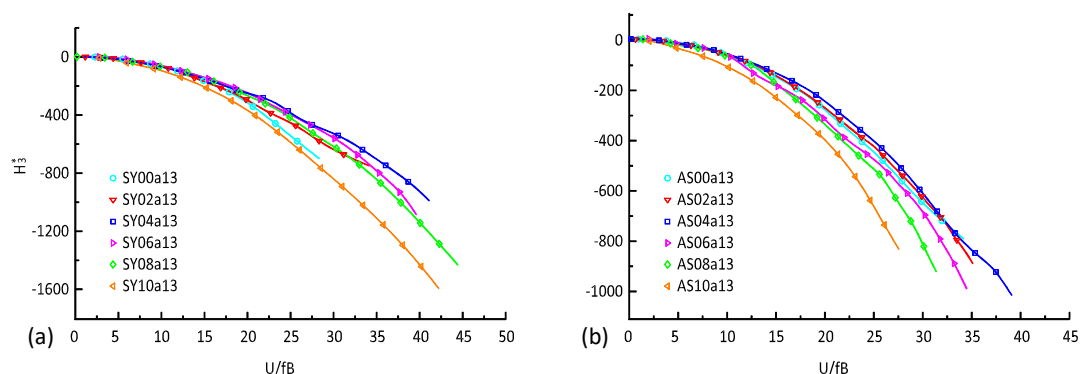 0
-400
-800
-1200
-1600
H*3
SY00a13
SY02a13
SY04a13
SY06a13
SY08a13
SY10a13
0 5 10 15 20 25 30 35 40 45 50
(a)
U/fB
0
-200
-400
-600
-800
-1000
AS00a13
AS02a13
AS04a13
AS06a13
AS08a13
AS10a13
0 5 10 15 20 25 30 35 40 45
(b)
U/fB